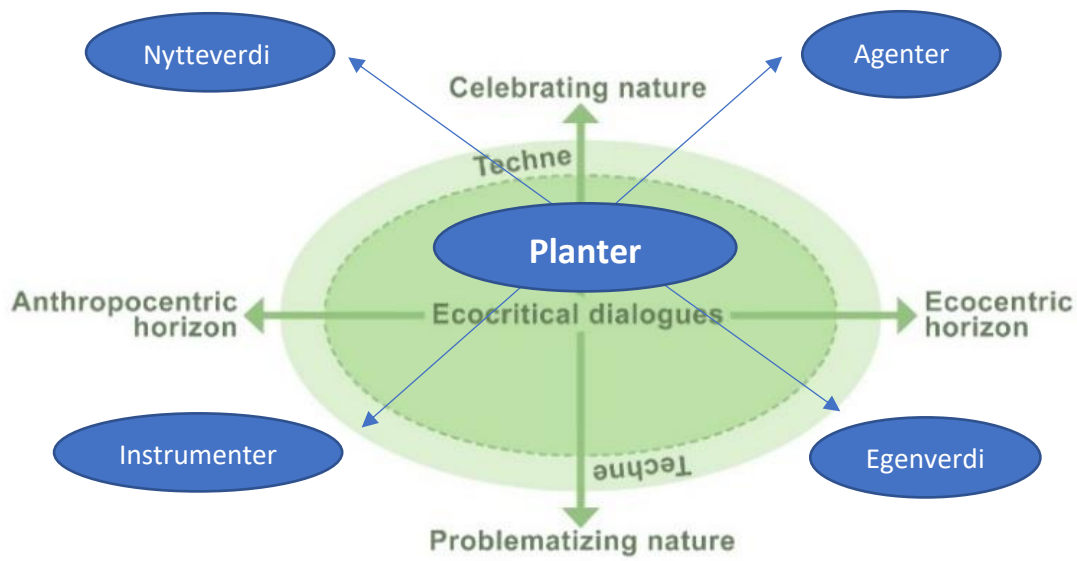 Nytteverdi
Agenter
Celebrating nature
Techne
Planter
Anthropocentric
horizon
Ecocritical dialogues
Ecocentric
horizon
Instrumenter
Egenverdi
Techne
Problematizing nature